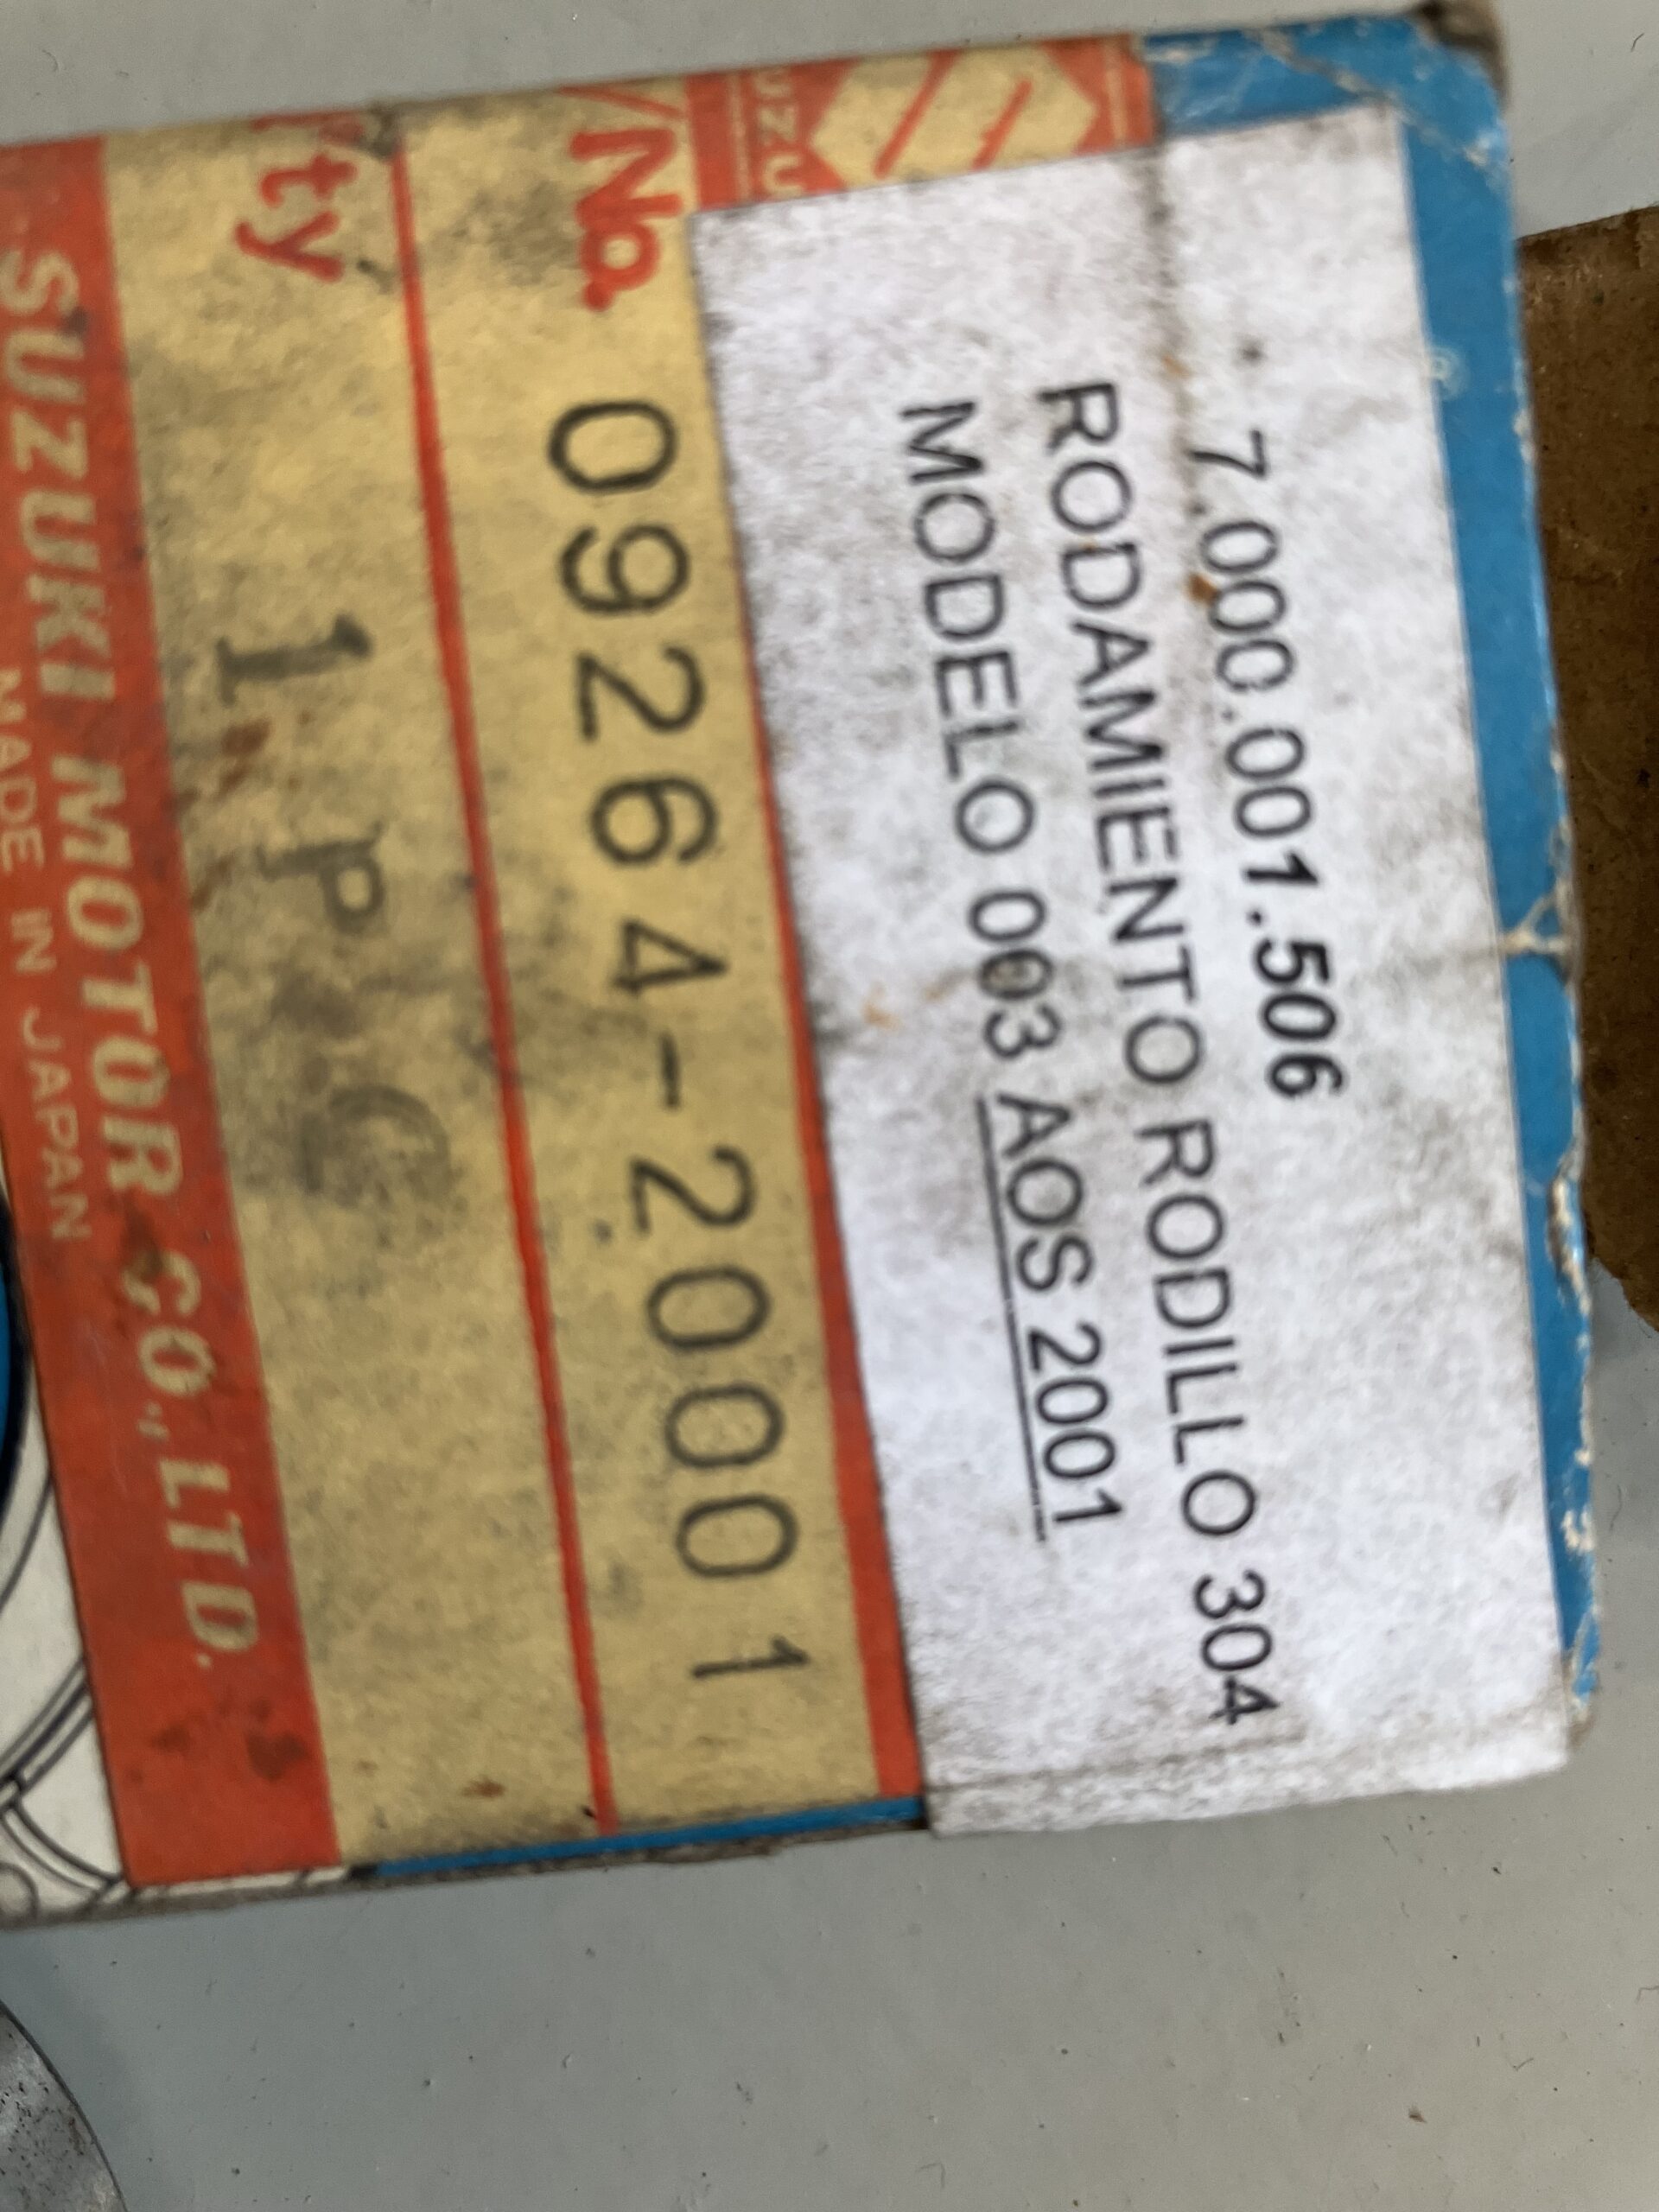 7.000.001.506
RODAMIENTO RODILLO 304
MODELO 003 AOS 2001
/No. 09264-20001
'ty 1 PC
SUZUKI MOTOR CO., LTD.
MADE IN JAPAN